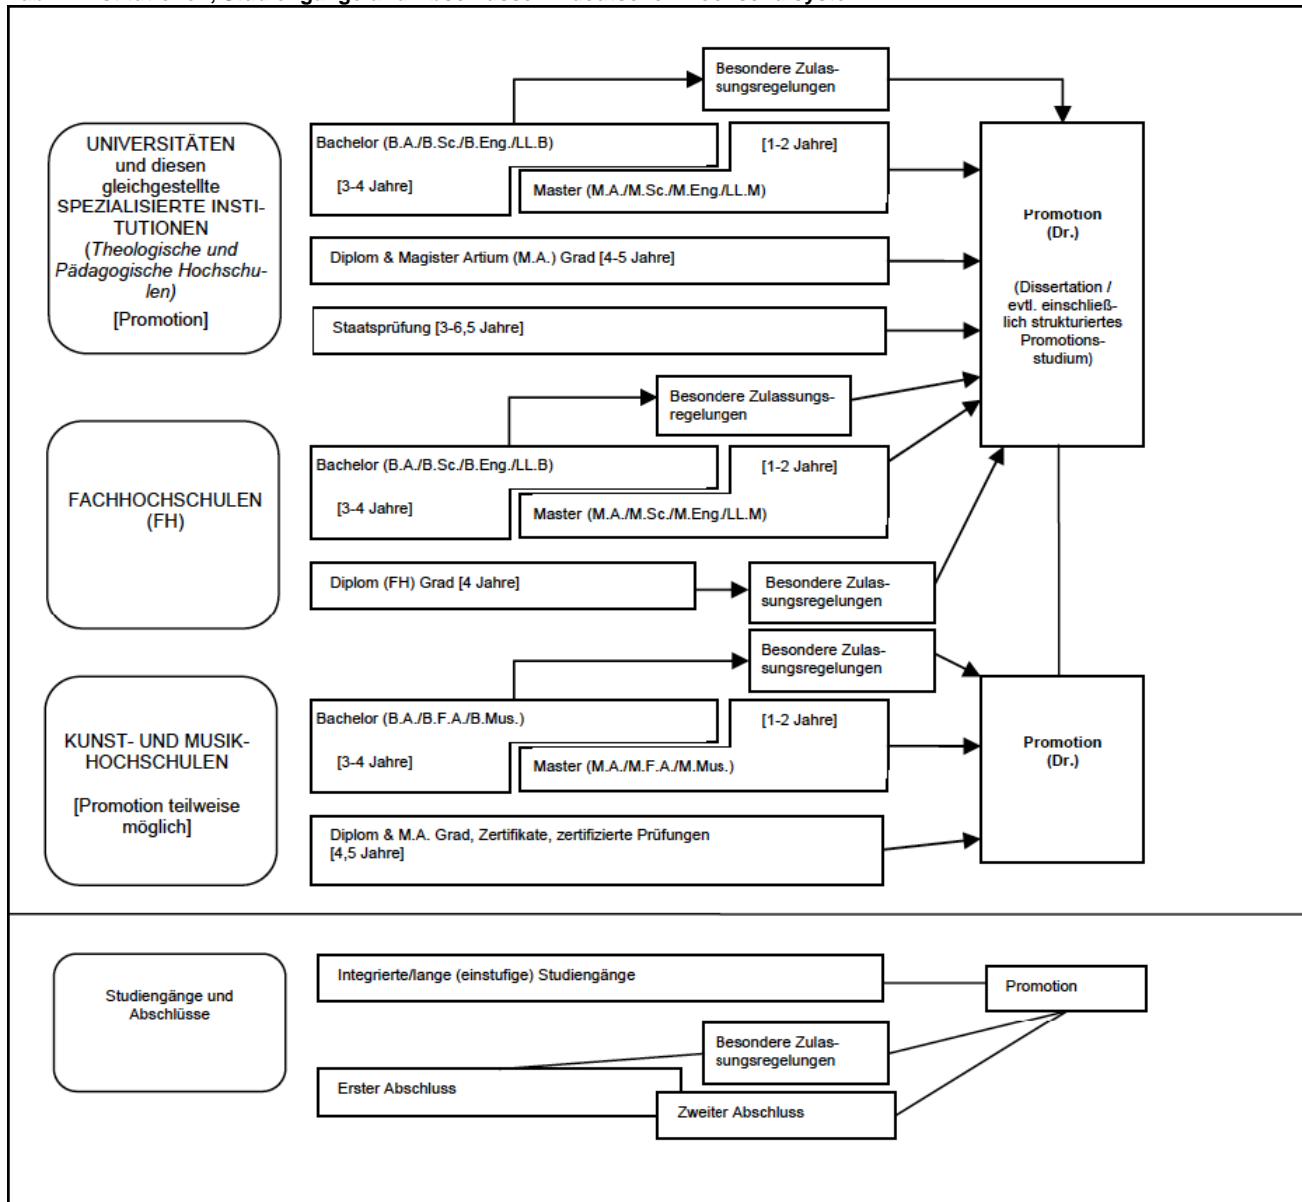 Besondere Zulas-
sungsregelungen
UNIVERSITÄTEN
und diesen
gleichgestellte
SPEZIALISIERTE INSTI-
TUTIONEN
(Theologische und
Pädagogische Hochschu-
len)
[Promotion]
Bachelor (B.A./B.Sc./B.Eng./LL.B)
[3-4 Jahre]
[1-2 Jahre]
Master (M.A./M.Sc./M.Eng./LL.M)
Diplom & Magister Artium (M.A.) Grad [4-5 Jahre]
Staatsprüfung [3-6,5 Jahre]
Promotion
(Dr.)
(Dissertation /
evtl. einschließ-
lich strukturiertes
Promotions-
studium)
Besondere Zulassungs-
regelungen
FACHHOCHSCHULEN
(FH)
Bachelor (B.A./B.Sc./B.Eng./LL.B)
[3-4 Jahre]
[1-2 Jahre]
Master (M.A./M.Sc./M.Eng./LL.M)
Diplom (FH) Grad [4 Jahre]
Besondere Zulas-
sungsregelungen
Besondere Zulas-
sungsregelungen
KUNST- UND MUSIK-
HOCHSCHULEN
[Promotion teilweise
möglich]
Bachelor (B.A./B.F.A./B.Mus.)
[3-4 Jahre]
[1-2 Jahre]
Master (M.A./M.F.A./M.Mus.)
Diplom & M.A. Grad, Zertifikate, zertifizierte Prüfungen
[4,5 Jahre]
Promotion
(Dr.)
Studiengänge und
Abschlüsse
Integrierte/lange (einstufige) Studiengänge
Promotion
Besondere Zulas-
sungsregelungen
Erster Abschluss
Zweiter Abschluss